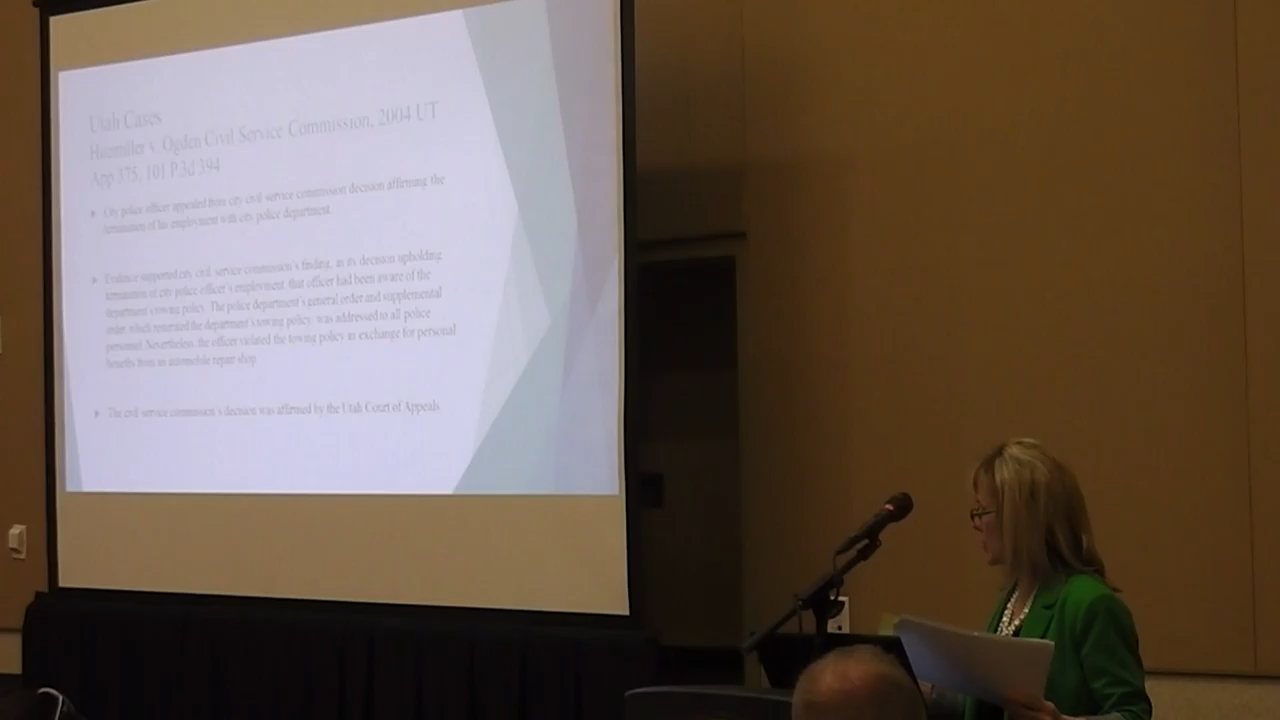 Utah Cases
Huemiller v. Ogden Civil Service Commission, 2004 UT
App 375, 101 P.3d 394
City police officer appealed from city civil service commission decision affirming the
termination of his employment with city police department.
Evidence supported city civil service commission's finding, in its decision upholding
termination of city police officer's employment, that officer had been aware of the
department's towing policy. The police department's general order and supplemental
order, which reiterated the department's towing policy, was addressed to all police
personnel. Nevertheless, the officer violated the towing policy in exchange for personal
benefits from an automobile repair shop.
The civil service commission's decision was affirmed by the Utah Court of Appeals.